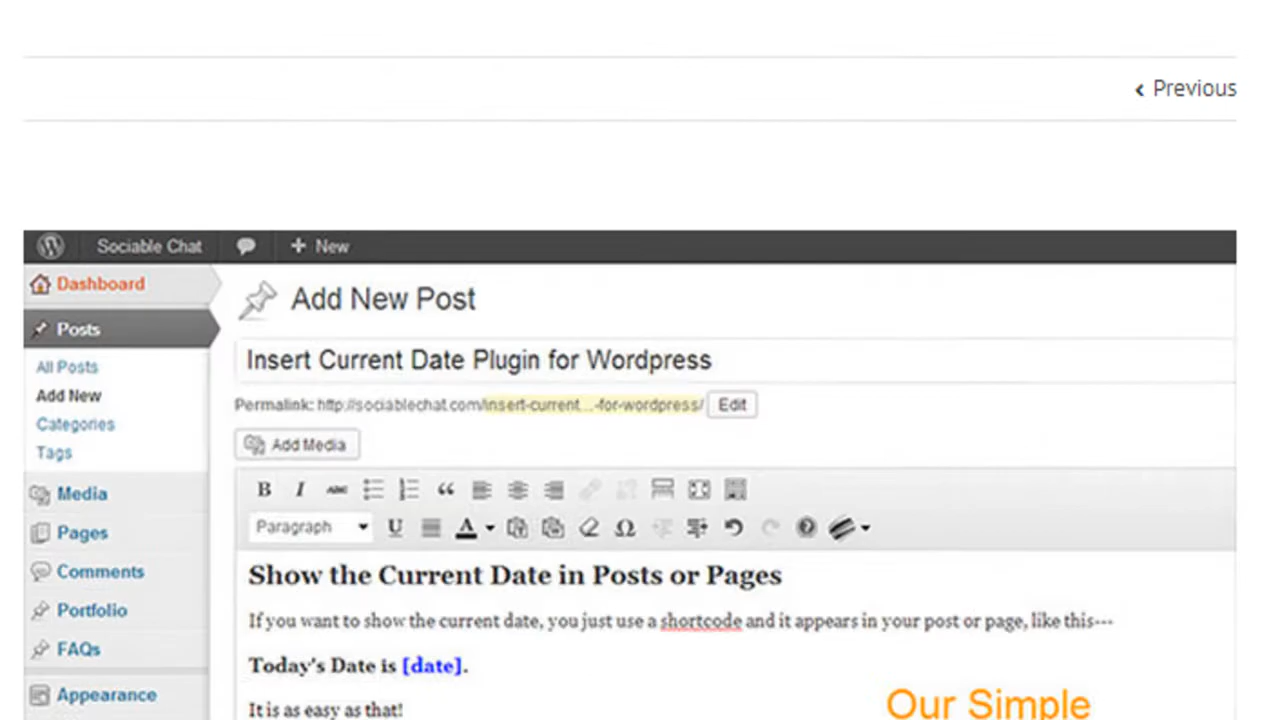 Previous
Sociable Chat
New
Dashboard
Add New Post
Posts
Insert Current Date Plugin for Wordpress
All Posts
Add New
Permalink: http://sociablechat.com/insert-current...-for-wordpress/ Edit
Categories
Add Media
Tags
B I ABC
Media
Paragraph U A Ω
Pages
Comments
Show the Current Date in Posts or Pages
Portfolio
If you want to show the current date, you just use a shortcode and it appears in your post or page, like this---
FAQs
Today's Date is [date].
Appearance
It is as easy as that!
Our Simple